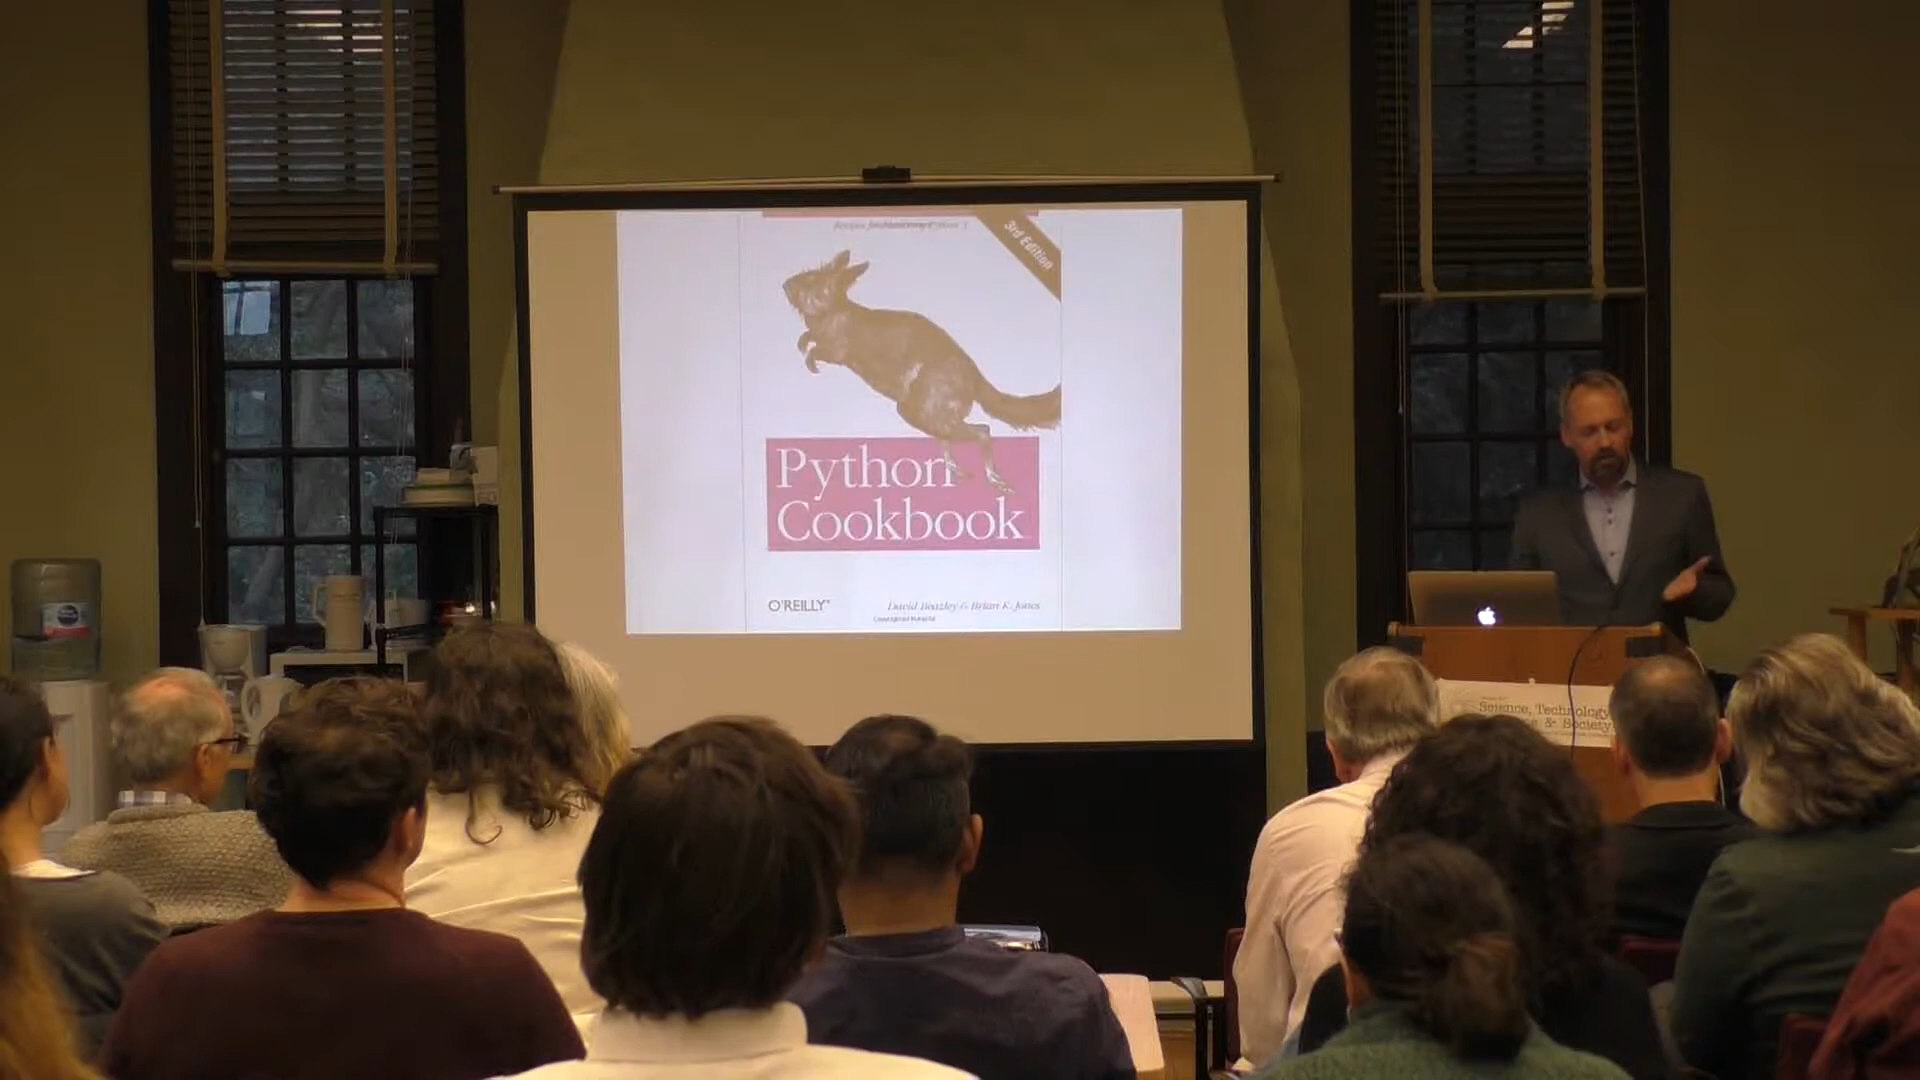 3rd Edition
Python
Cookbook
O'REILLY®
David Beazley & Brian K. Jones
Science, Technology
& Society